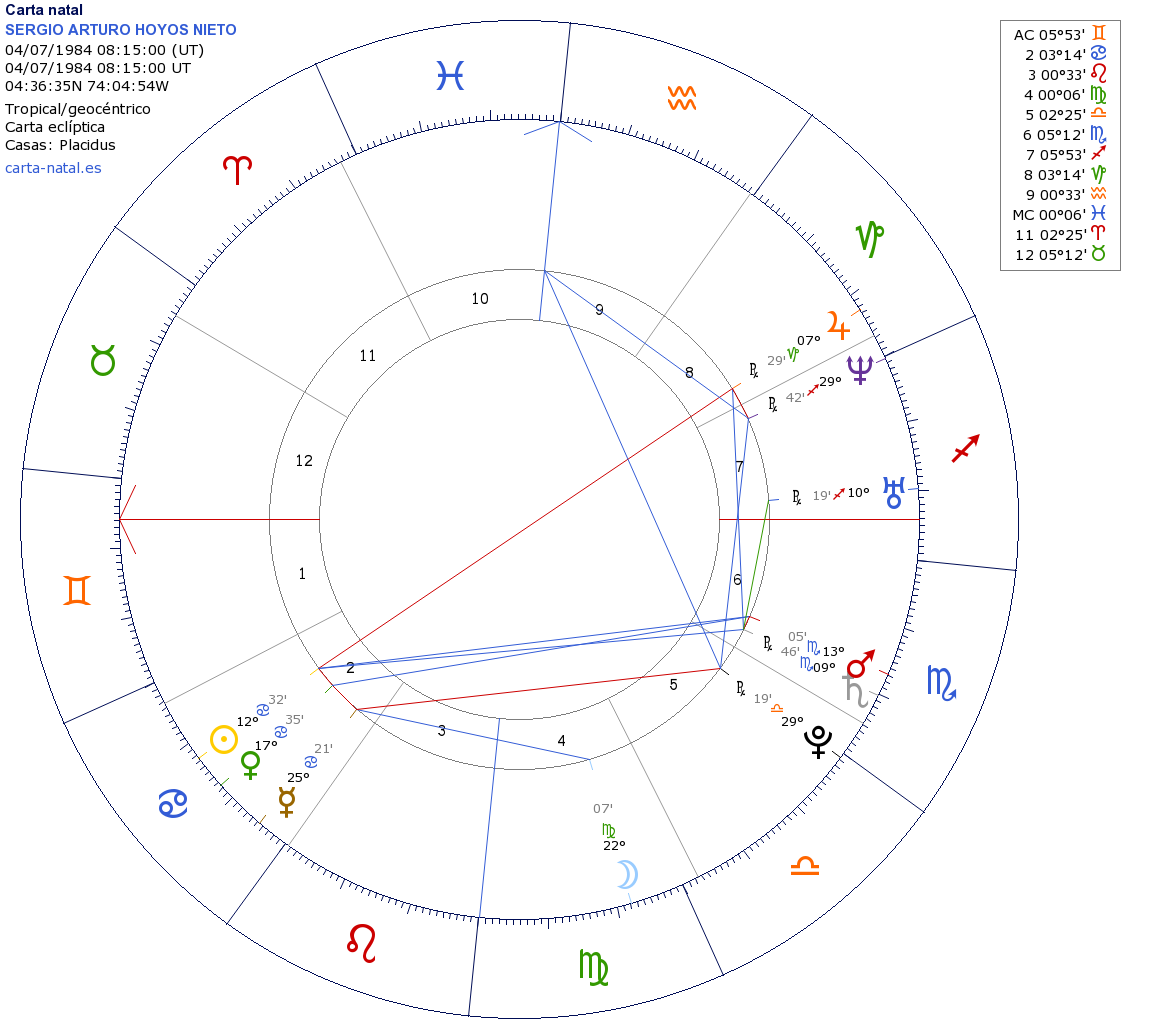 Carta natal
SERGIO ARTURO HOYOS NIETO
04/07/1984 08:15:00 (UT)
04/07/1984 08:15:00 UT
04:36:35N 74:04:54W
Tropical/geocéntrico
Carta eclíptica
Casas: Placidus
carta-natal.es
AC 05°53' ♊
2 03°14' ♋
3 00°33' ♌
4 00°06' ♍
5 02°25' ♎
6 05°12' ♏
7 05°53' ♐
8 03°14' ♑
9 00°33' ♒
MC 00°06' ♓
11 02°25' ♈
12 05°12' ♉
♓
♒
♈
♑
♉
♐
♊
♏
♋
♎
♌
♍
10
9
11
8
12
7
1
6
2
5
3
4
℞ 29' ♑ 07° ♃
℞ 42' ♐ 29° ♆
℞ 19' ♐ 10° ♅
05' ♏ 13° ♂
℞ 46' ♏ 09° ♄
℞ 19' ♎ 29° ♇
☉ 12° ♋ 32'
♀ 17° ♋ 35'
☿ 25° ♋ 21'
07' ♍ 22° ☽